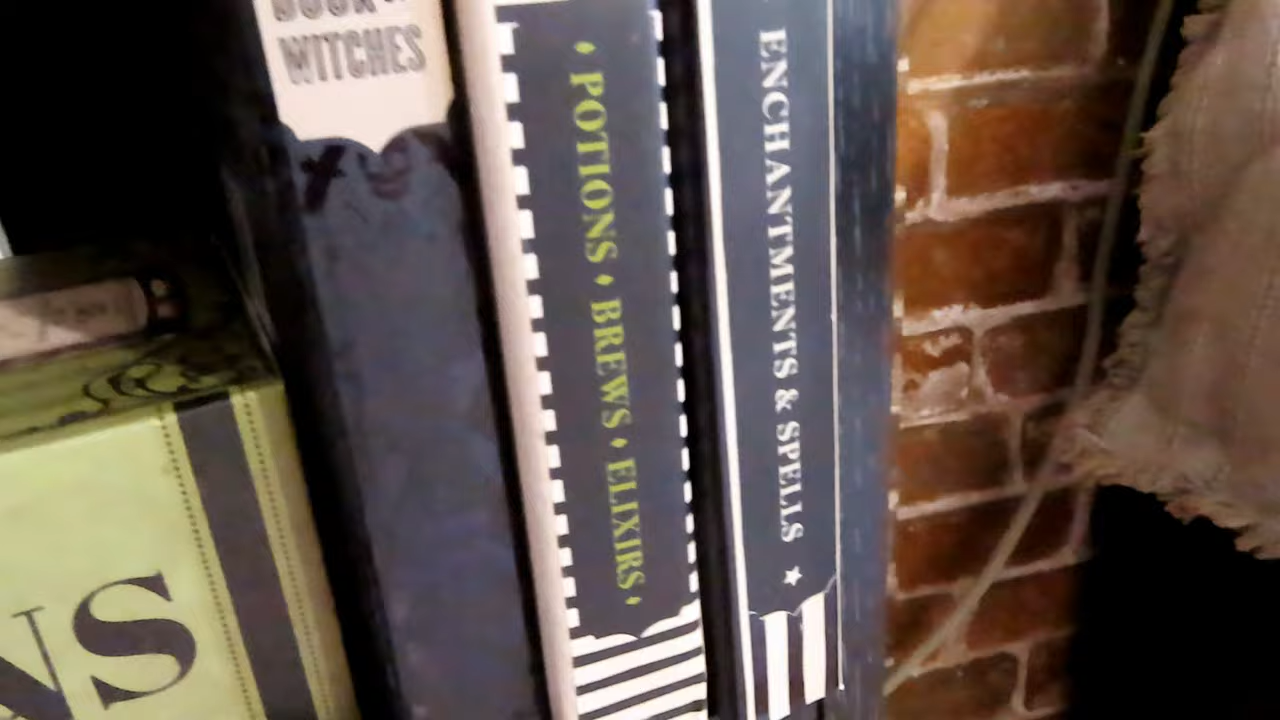 WITCHES
POTIONS ♦ BREWS ♦ ELIXIRS
ENCHANTMENTS & SPELLS
NS